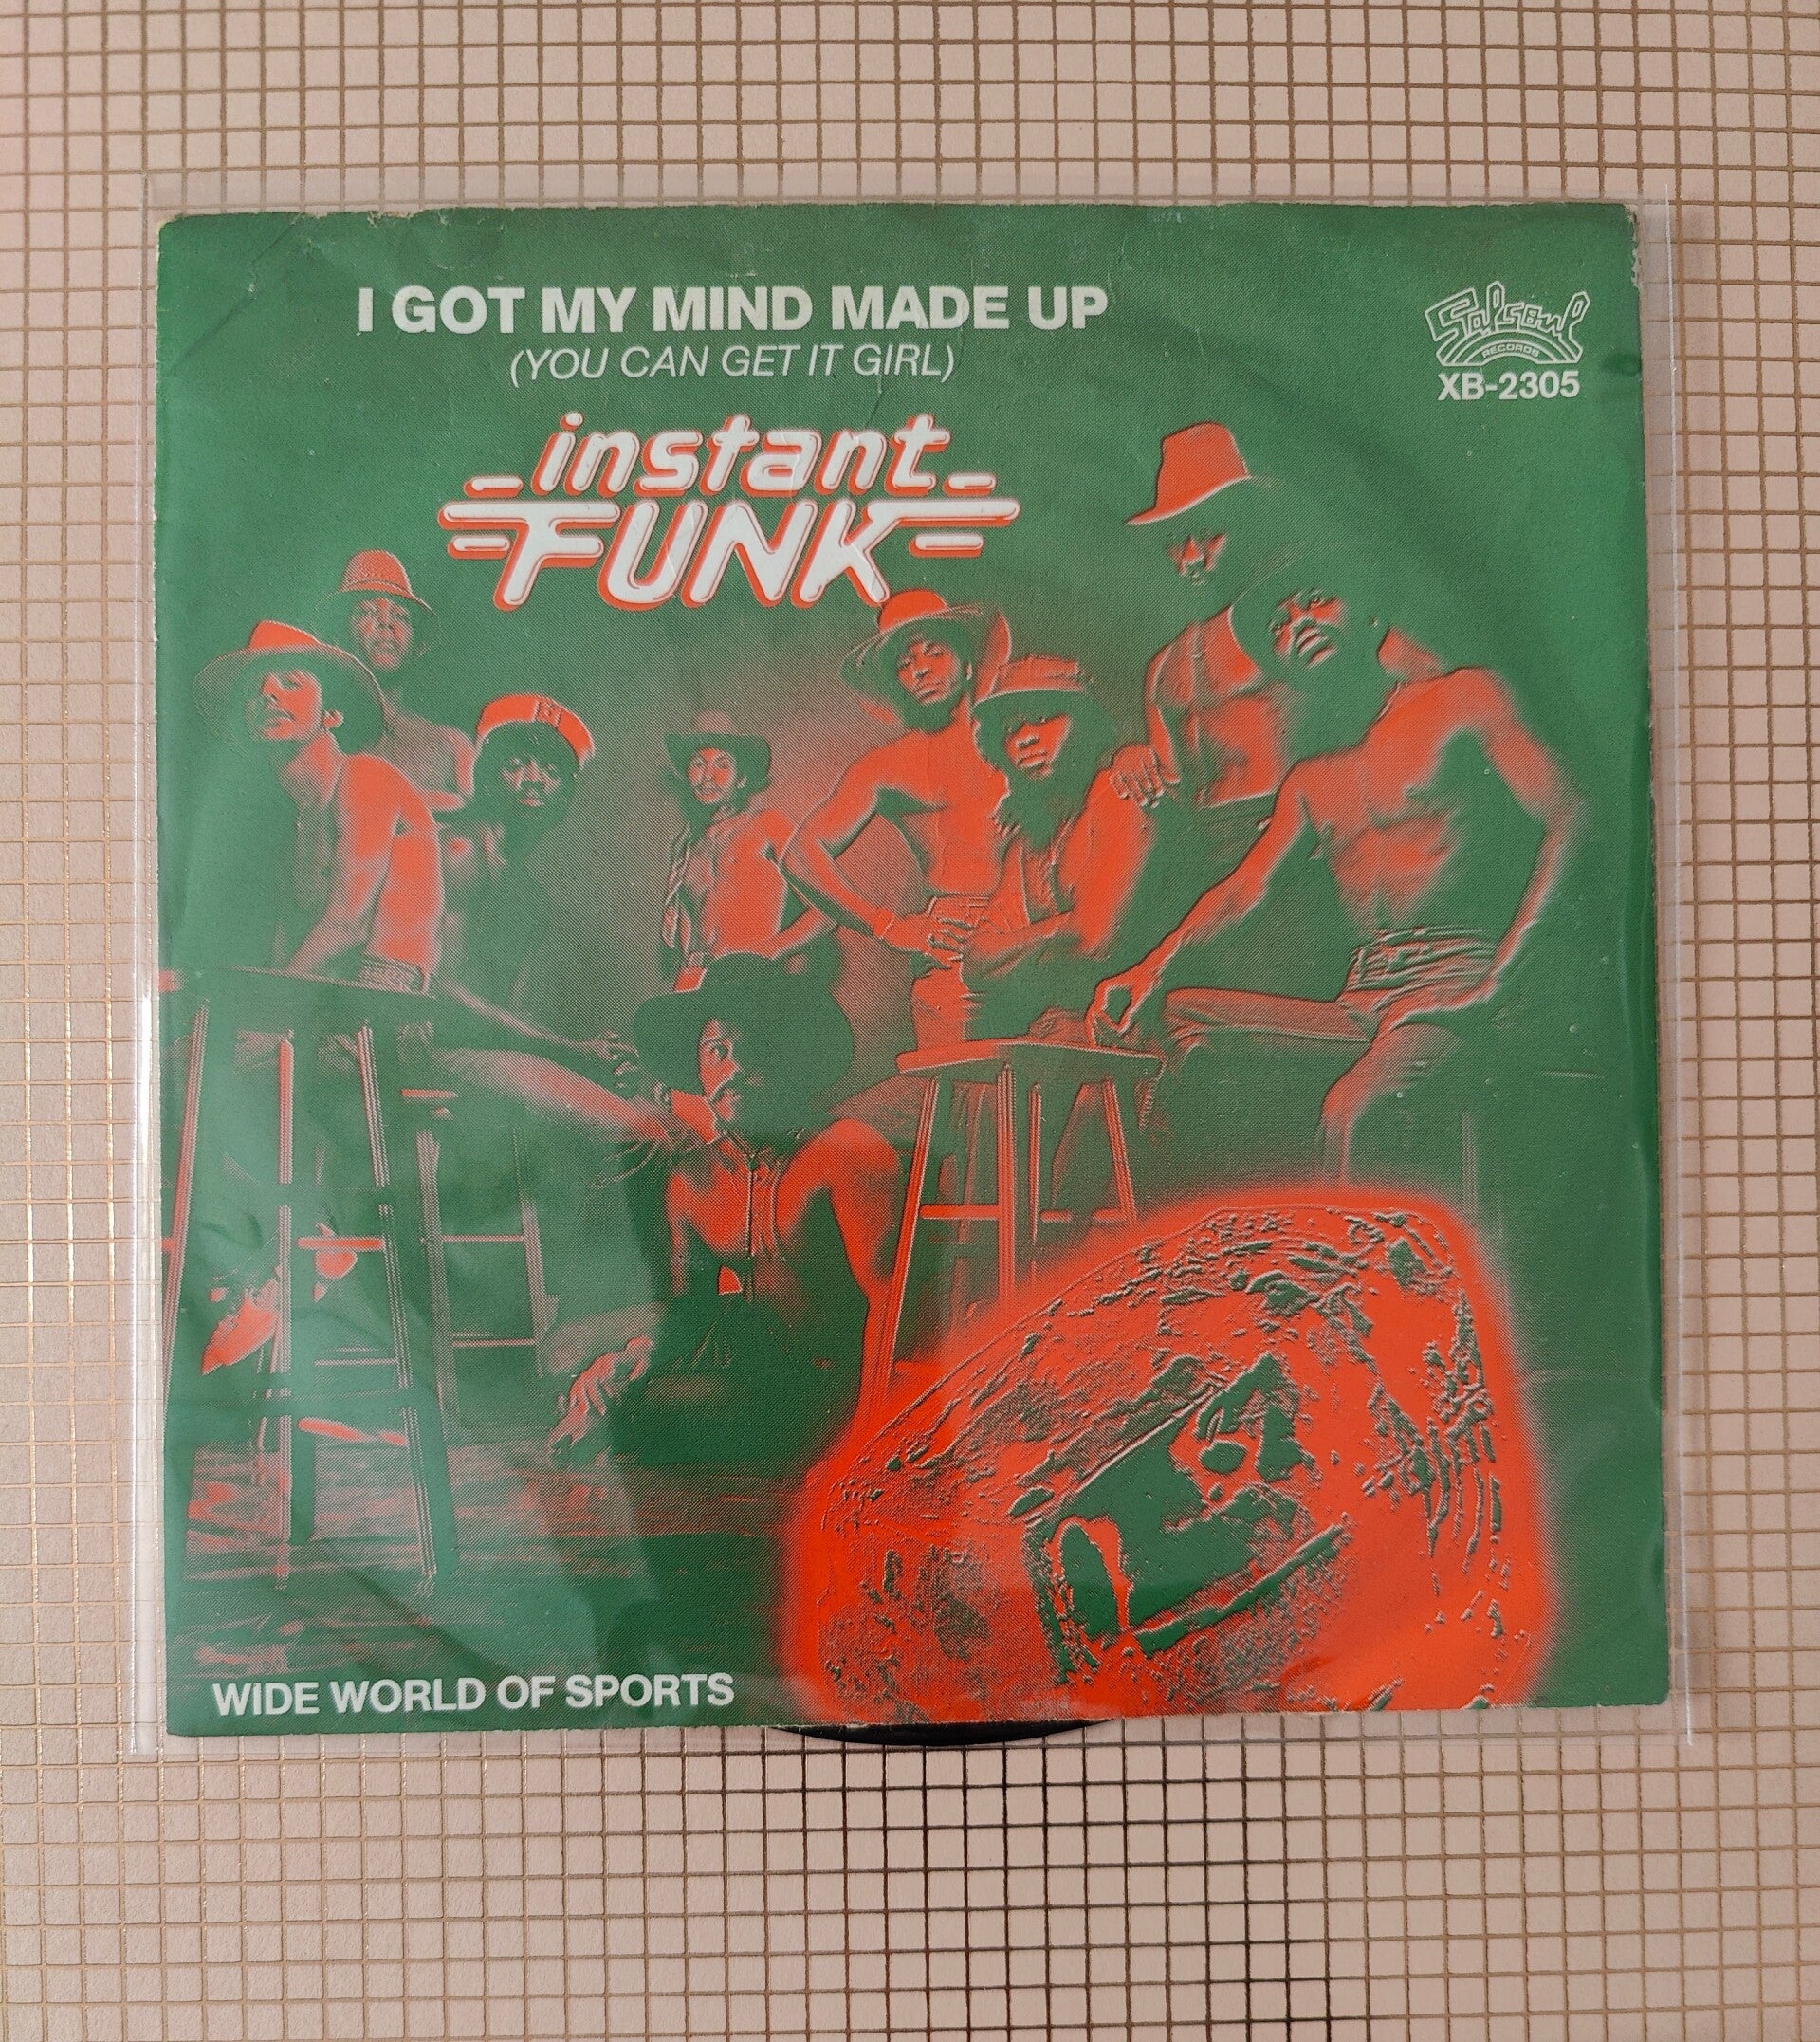 I GOT MY MIND MADE UP
(YOU CAN GET IT GIRL)
Salsoul
RECORDS
XB-2305
instant
FUNK
WIDE WORLD OF SPORTS